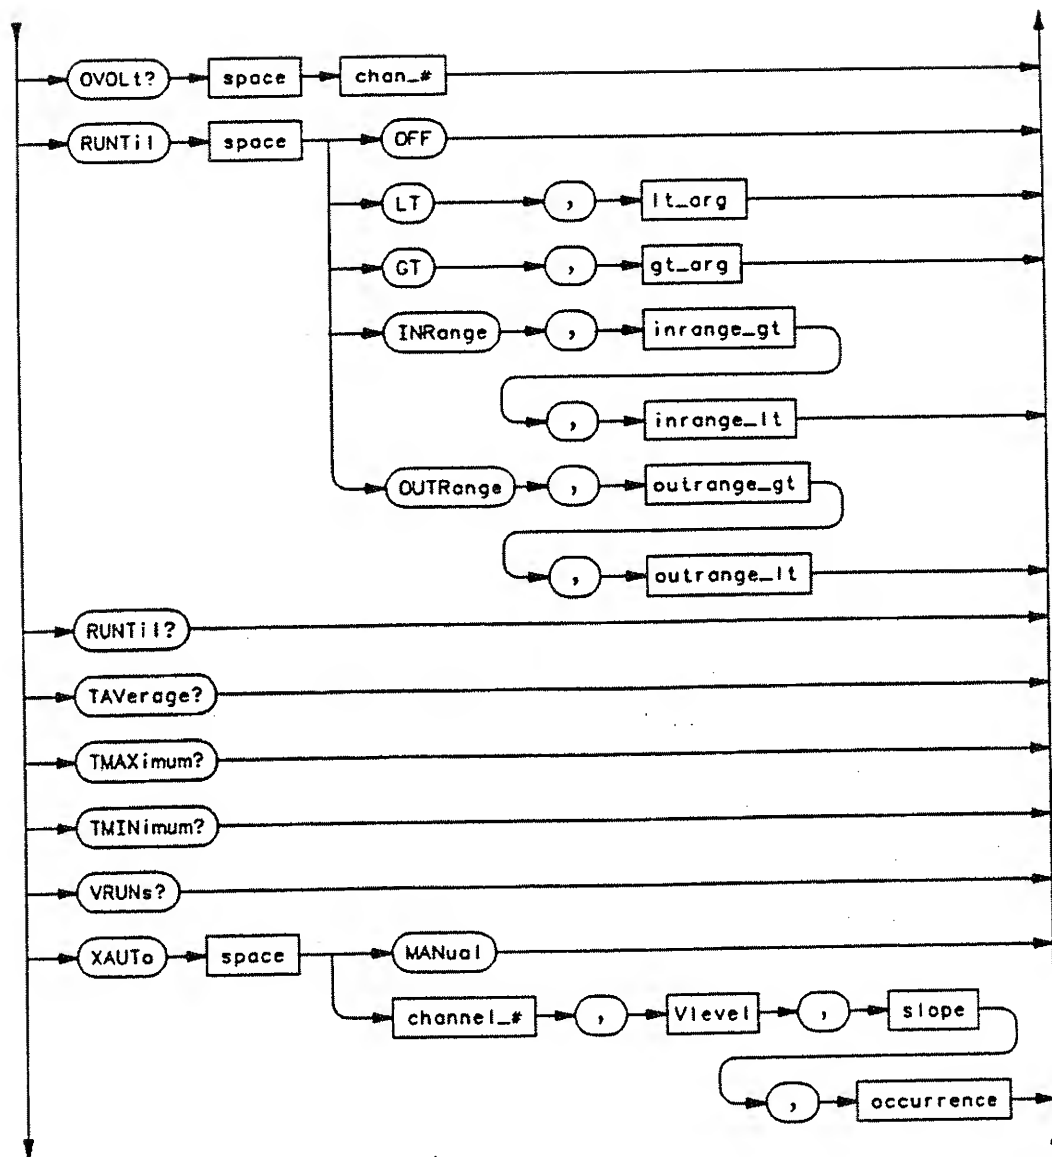 OVOLt? space chan_#
RUNTil space OFF
LT , lt_arg
GT , gt_arg
INRange , inrange_gt
, inrange_lt
OUTRange , outrange_gt
, outrange_lt
RUNTil?
TAVerage?
TMAXimum?
TMINimum?
VRUNs?
XAUTo space MANual
channel_# , Vlevel , slope
, occurrence